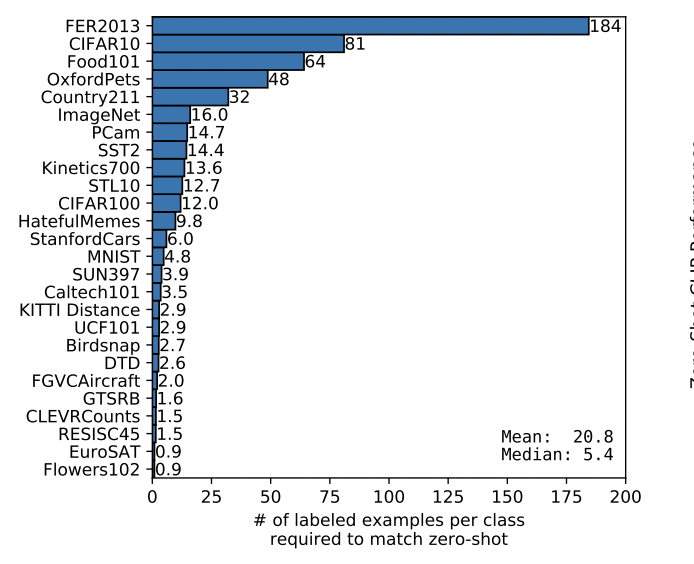 FER2013 184
CIFAR10 81
Food101 64
OxfordPets 48
Country211 32
ImageNet 16.0
PCam 14.7
SST2 14.4
Kinetics700 13.6
STL10 12.7
CIFAR100 12.0
HatefulMemes 9.8
StanfordCars 6.0
MNIST 4.8
SUN397 3.9
Caltech101 3.5
KITTI Distance 2.9
UCF101 2.9
Birdsnap 2.7
DTD 2.6
FGVCAircraft 2.0
GTSRB 1.6
CLEVRCounts 1.5
RESISC45 1.5
EuroSAT 0.9
Flowers102 0.9
Mean: 20.8
Median: 5.4
0 25 50 75 100 125 150 175 200
# of labeled examples per class
required to match zero-shot